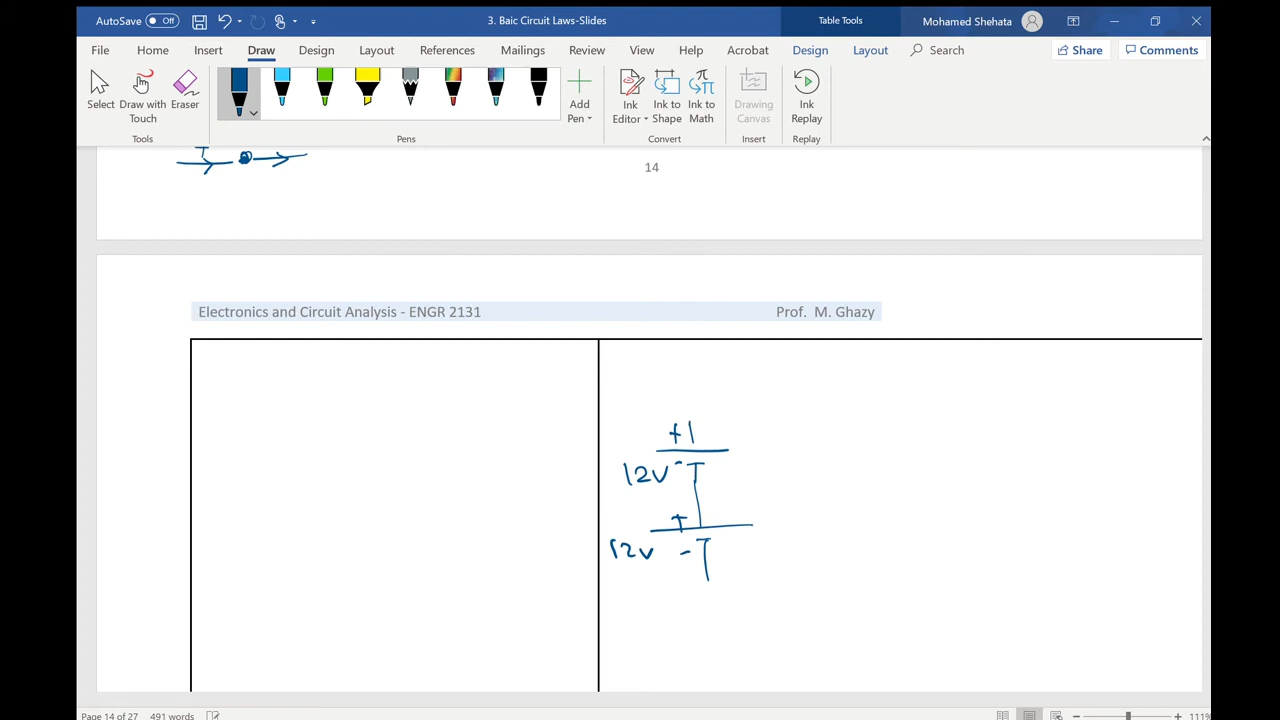 AutoSave Off 3. Baic Circuit Laws-Slides Table Tools Mohamed Shehata
File Home Insert Draw Design Layout References Mailings Review View Help Acrobat Design Layout Search Share Comments
Select Draw with Touch Eraser Add Pen Ink Editor Ink to Shape Ink to Math Drawing Canvas Ink Replay
Tools Pens Convert Insert Replay
14
Electronics and Circuit Analysis - ENGR 2131 Prof. M. Ghazy
+
12V -
+
12V -
Page 14 of 27 491 words 111%